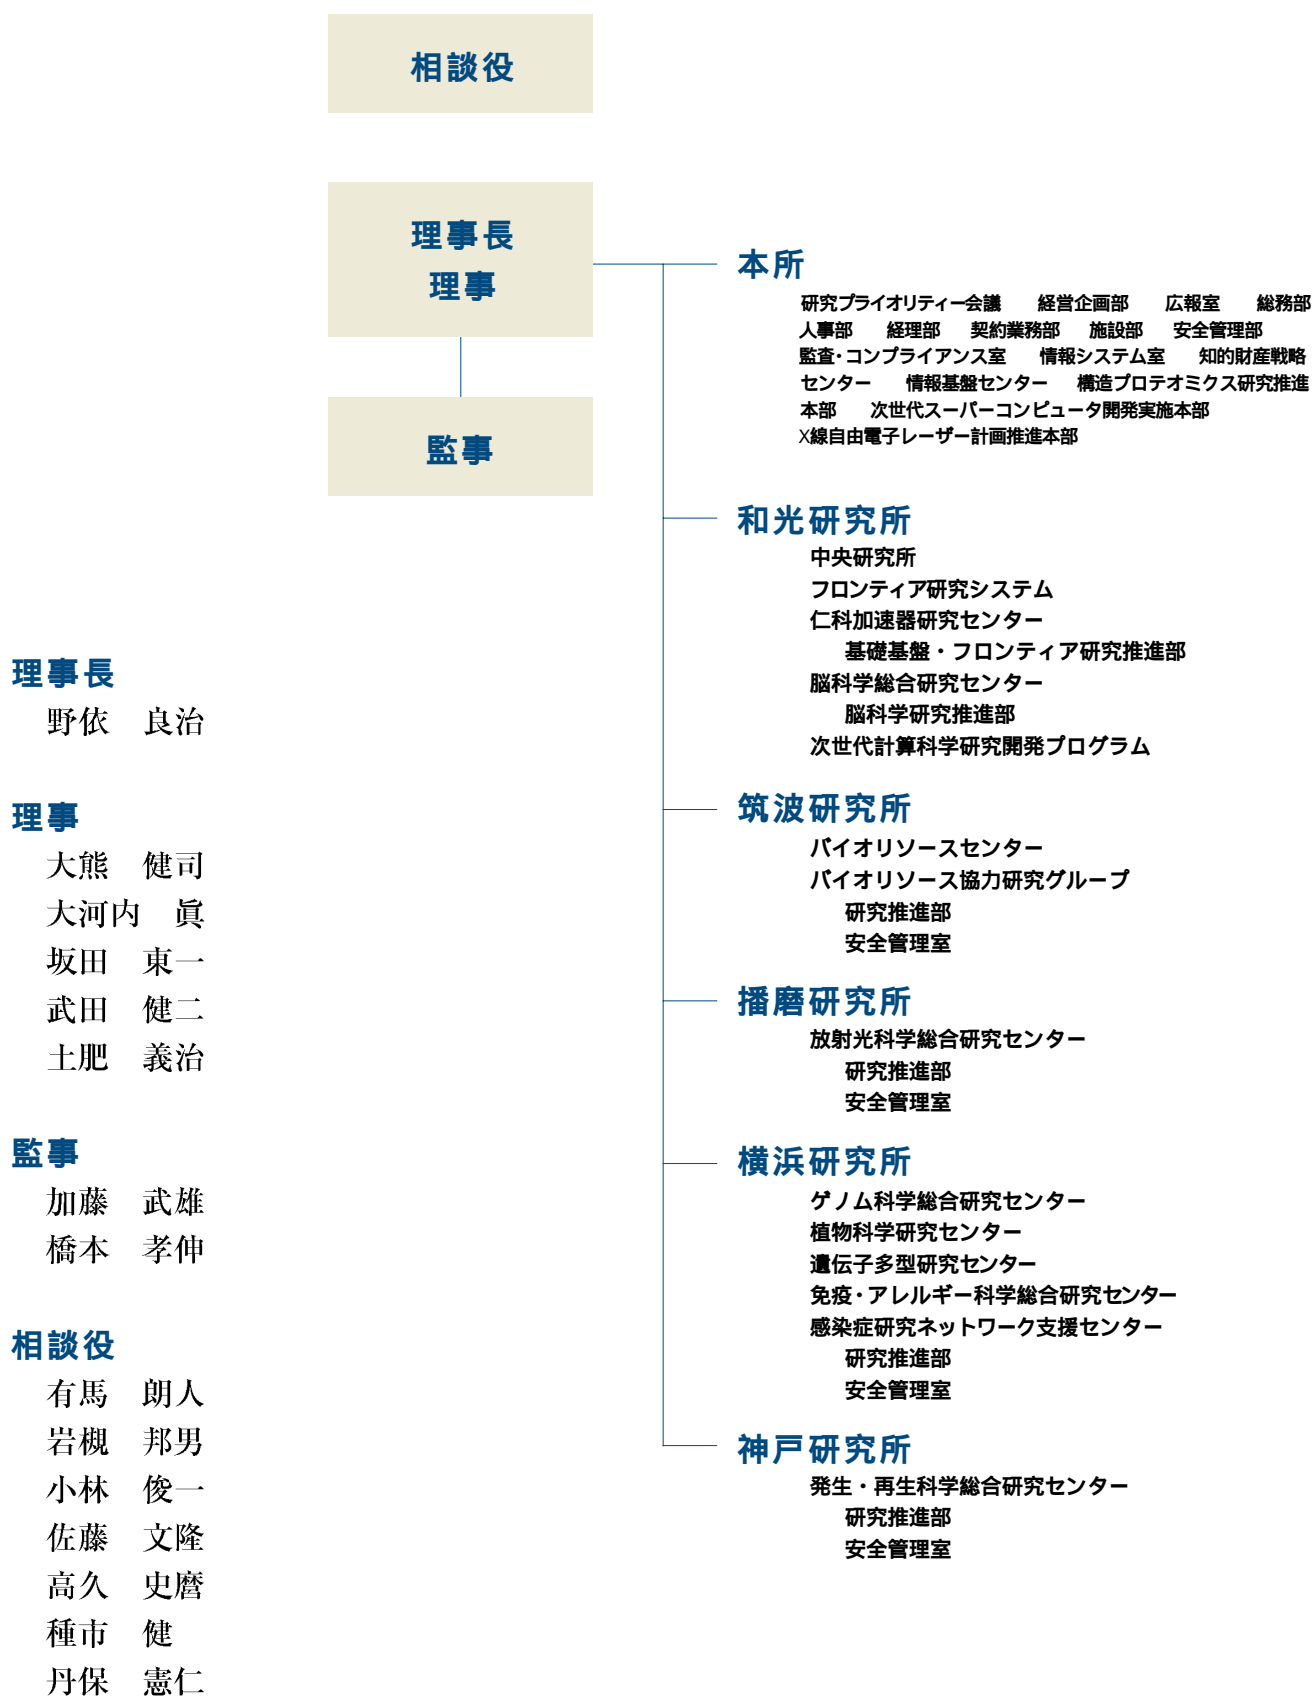 相談役
理事長
理事
監事
本所
研究プライオリティー会議　経営企画部　広報室　総務部
人事部　経理部　契約業務部　施設部　安全管理部
監査・コンプライアンス室　情報システム室　知的財産戦略
センター　情報基盤センター　構造プロテオミクス研究推進
本部　次世代スーパーコンピュータ開発実施本部
X線自由電子レーザー計画推進本部
和光研究所
中央研究所
フロンティア研究システム
仁科加速器研究センター
基礎基盤・フロンティア研究推進部
脳科学総合研究センター
脳科学研究推進部
次世代計算科学研究開発プログラム
筑波研究所
バイオリソースセンター
バイオリソース協力研究グループ
研究推進部
安全管理室
播磨研究所
放射光科学総合研究センター
研究推進部
安全管理室
横浜研究所
ゲノム科学総合研究センター
植物科学研究センター
遺伝子多型研究センター
免疫・アレルギー科学総合研究センター
感染症研究ネットワーク支援センター
研究推進部
安全管理室
神戸研究所
発生・再生科学総合研究センター
研究推進部
安全管理室
理事長
野依　良治
理事
大熊　健司
大河内　眞
坂田　東一
武田　健二
土肥　義治
監事
加藤　武雄
橋本　孝伸
相談役
有馬　朗人
岩槻　邦男
小林　俊一
佐藤　文隆
高久　史麿
種市　健
丹保　憲仁